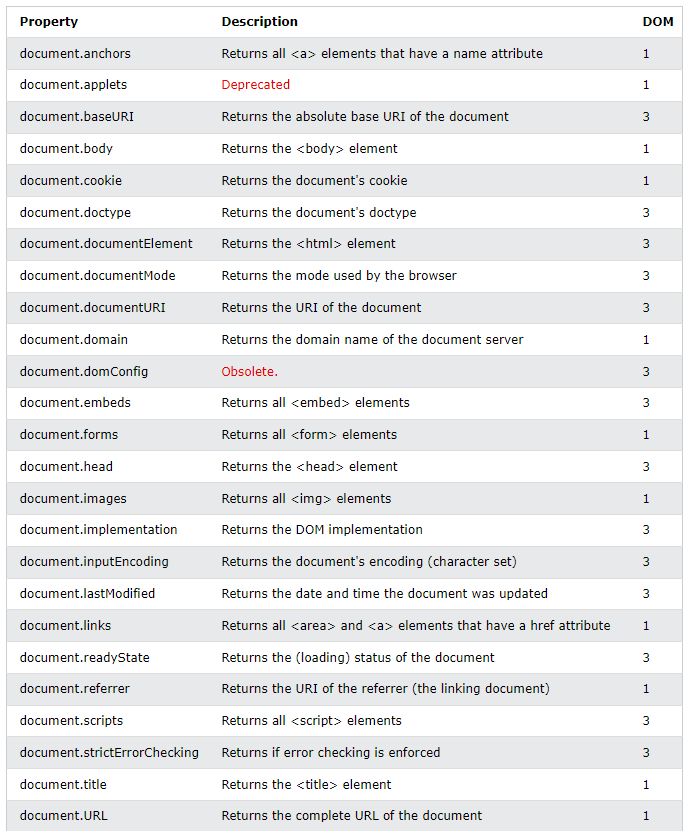 Property Description DOM
document.anchors Returns all <a> elements that have a name attribute 1
document.applets Deprecated 1
document.baseURI Returns the absolute base URI of the document 3
document.body Returns the <body> element 1
document.cookie Returns the document's cookie 1
document.doctype Returns the document's doctype 3
document.documentElement Returns the <html> element 3
document.documentMode Returns the mode used by the browser 3
document.documentURI Returns the URI of the document 3
document.domain Returns the domain name of the document server 1
document.domConfig Obsolete. 3
document.embeds Returns all <embed> elements 3
document.forms Returns all <form> elements 1
document.head Returns the <head> element 3
document.images Returns all <img> elements 1
document.implementation Returns the DOM implementation 3
document.inputEncoding Returns the document's encoding (character set) 3
document.lastModified Returns the date and time the document was updated 3
document.links Returns all <area> and <a> elements that have a href attribute 1
document.readyState Returns the (loading) status of the document 3
document.referrer Returns the URI of the referrer (the linking document) 1
document.scripts Returns all <script> elements 3
document.strictErrorChecking Returns if error checking is enforced 3
document.title Returns the <title> element 1
document.URL Returns the complete URL of the document 1